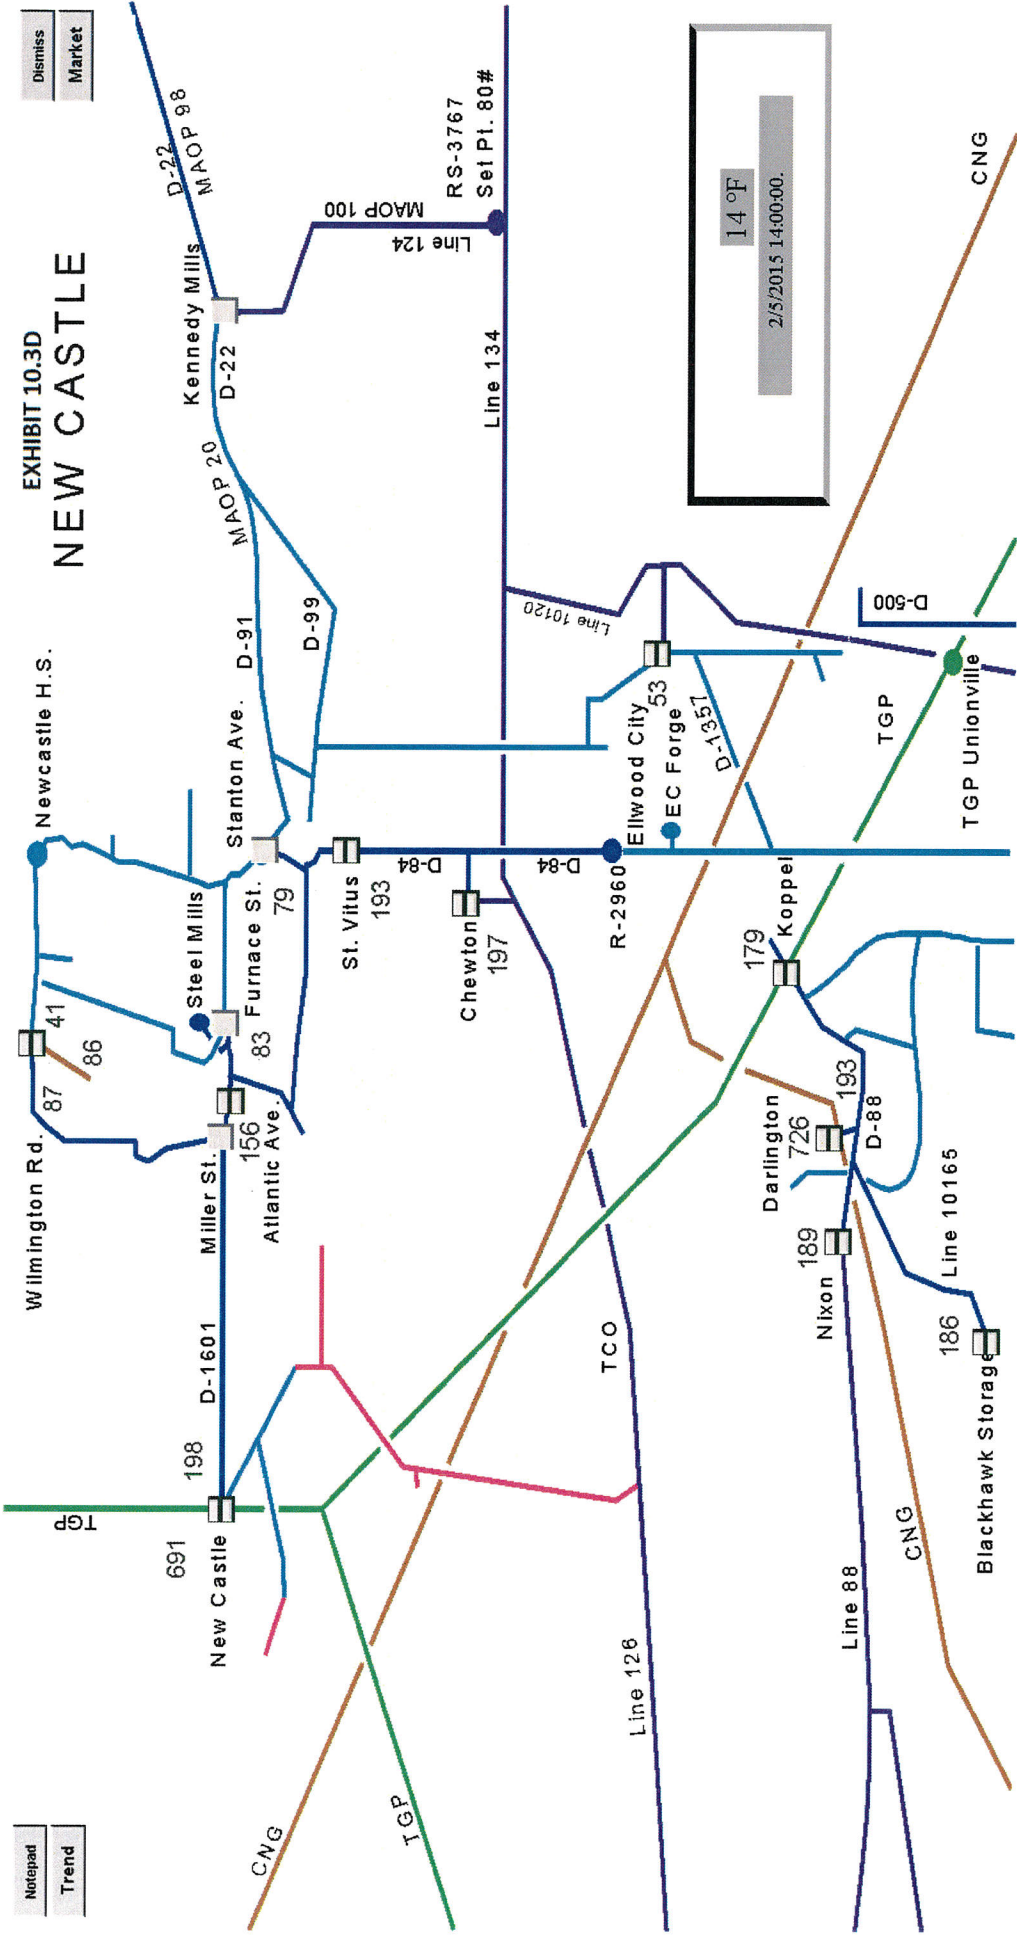 Notepad
Trend
EXHIBIT 10.3D
NEW CASTLE
Dismiss
Market
TGP
691
198
New Castle
D-1601
Miller St.
156
Atlantic Ave.
Wilmington Rd.
87
86
41
Steel Mills
Furnace St.
83
Newcastle H.S.
Stanton Ave.
79
D-91
D-99
MAOP 20
Kennedy Mills
D-22
D-22
MAOP 98
Line 124
MAOP 100
RS-3767
Set Pt. 80#
St. Vitus
193
D-84
Chewton
197
D-84
R-2960
Line 134
Line 10120
Ellwood City
53
EC Forge
D-1357
14 °F
2/5/2015 14:00:00.
CNG
TGP
CNG
TCO
Line 126
Koppel
179
TGP
TGP Unionville
D-500
Darlington
726
193
D-88
189
Nixon
Line 88
Line 10165
186
Blackhawk Storage
CNG